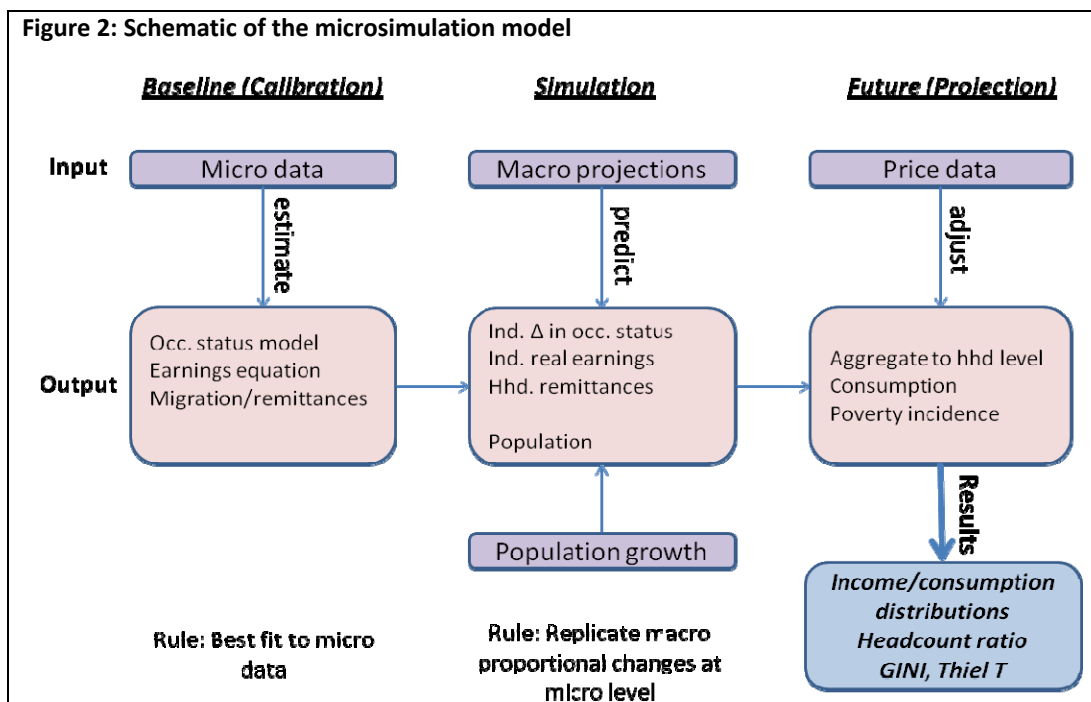 Figure 2: Schematic of the microsimulation model
Baseline (Calibration)
Simulation
Future (Projection)
Input
Micro data
Macro projections
Price data
estimate
predict
adjust
Output
Occ. status model
Earnings equation
Migration/remittances
Ind. Δ in occ. status
Ind. real earnings
Hhd. remittances
Population
Aggregate to hhd level
Consumption
Poverty incidence
Results
Population growth
Income/consumption
distributions
Headcount ratio
GINI, Thiel T
Rule: Best fit to micro
data
Rule: Replicate macro
proportional changes at
micro level